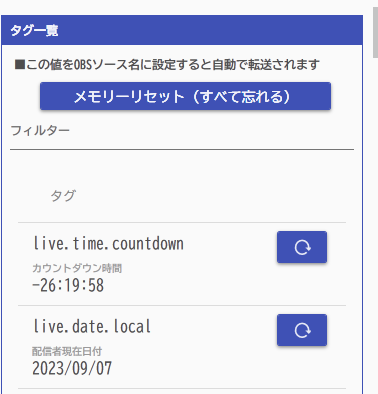 タグ一覧
■この値をOBSソース名に設定すると自動で転送されます
メモリーリセット（すべて忘れる）
フィルター
タグ
live.time.countdown
カウントダウン時間
-26:19:58
live.date.local
配信者現在日付
2023/09/07